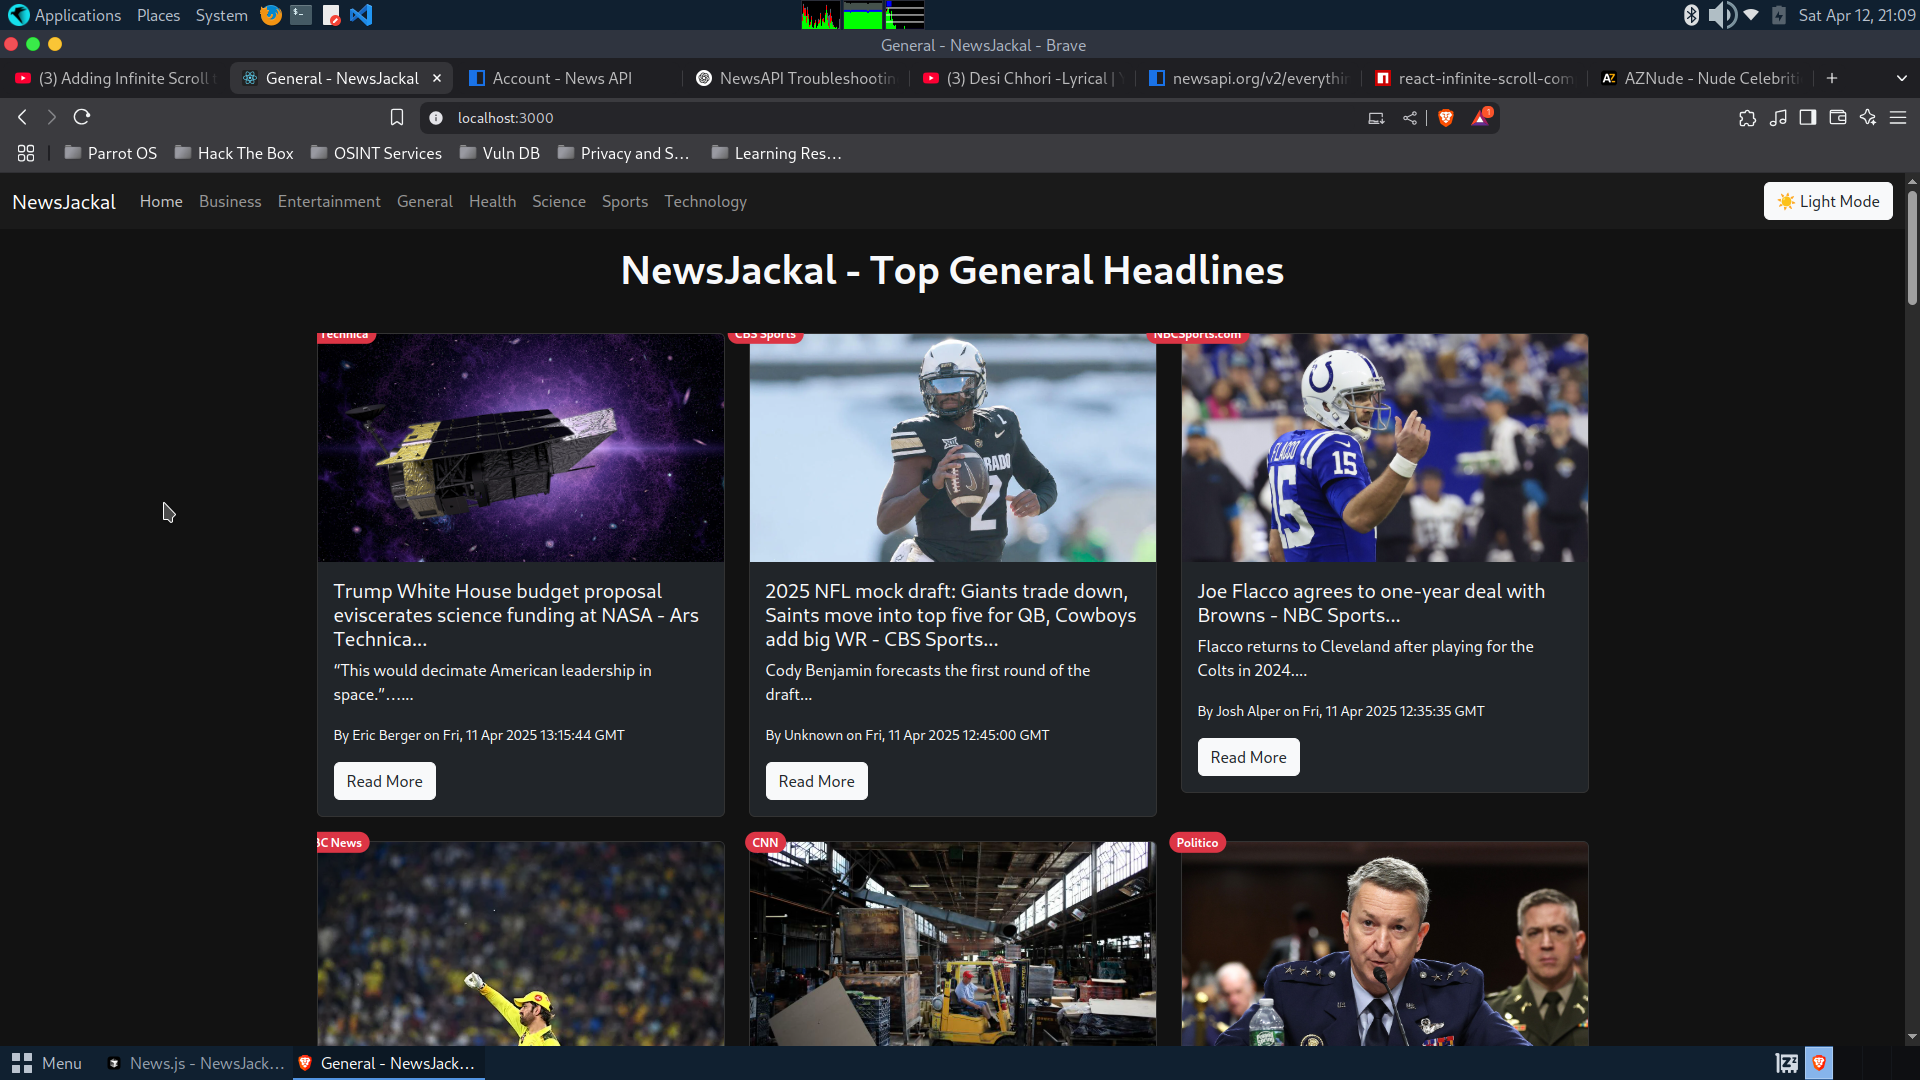 Applications Places System
Sat Apr 12, 21:09
General - NewsJackal - Brave
(3) Adding Infinite Scroll
General - NewsJackal
Account - News API
NewsAPI Troubleshootin
(3) Desi Chhori -Lyrical |
newsapi.org/v2/everythi
react-infinite-scroll-com
AZNude - Nude Celebriti
localhost:3000
1
Parrot OS
Hack The Box
OSINT Services
Vuln DB
Privacy and S...
Learning Res...
NewsJackal Home Business Entertainment General Health Science Sports Technology
Light Mode
NewsJackal - Top General Headlines
Technica
CBS Sports
NBCSports.com
RADO
2
FLACCO
15
15
Trump White House budget proposal
eviscerates science funding at NASA - Ars
Technica...
“This would decimate American leadership in
space.”…...
By Eric Berger on Fri, 11 Apr 2025 13:15:44 GMT
Read More
2025 NFL mock draft: Giants trade down,
Saints move into top five for QB, Cowboys
add big WR - CBS Sports...
Cody Benjamin forecasts the first round of the
draft...
By Unknown on Fri, 11 Apr 2025 12:45:00 GMT
Read More
Joe Flacco agrees to one-year deal with
Browns - NBC Sports...
Flacco returns to Cleveland after playing for the
Colts in 2024....
By Josh Alper on Fri, 11 Apr 2025 12:35:35 GMT
Read More
BC News
CNN
Politico
Menu
News.js - NewsJack...
General - NewsJack...